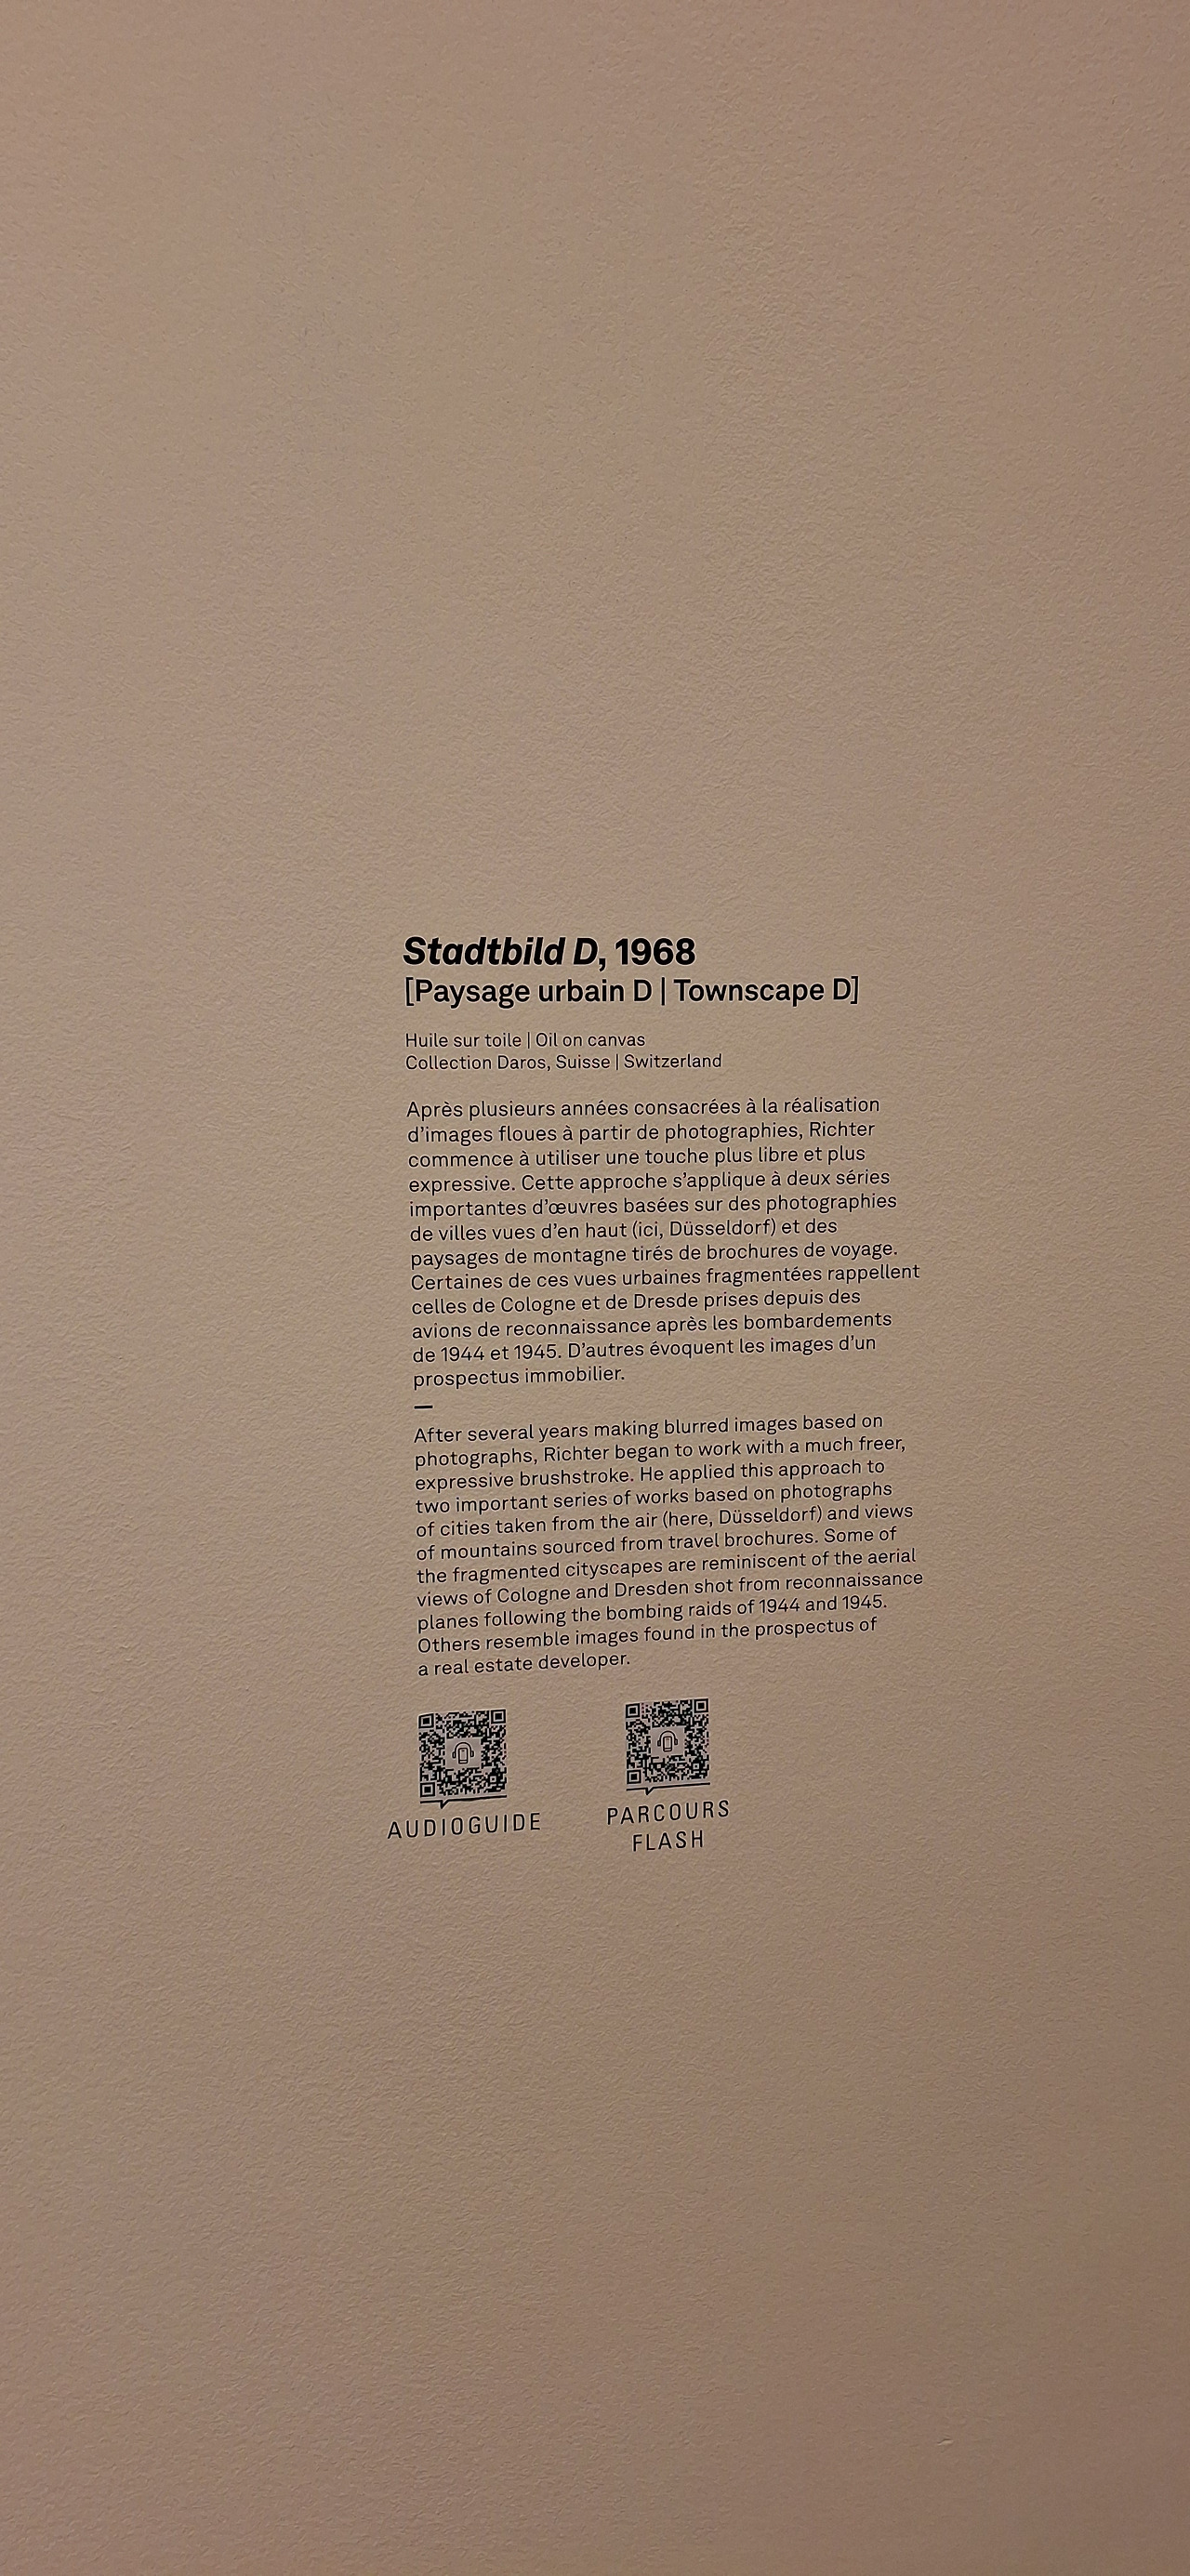 Stadtbild D, 1968
[Paysage urbain D | Townscape D]
Huile sur toile | Oil on canvas
Collection Daros, Suisse | Switzerland
Après plusieurs années consacrées à la réalisation
d'images floues à partir de photographies, Richter
commence à utiliser une touche plus libre et plus
expressive. Cette approche s'applique à deux séries
importantes d'œuvres basées sur des photographies
de villes vues d'en haut (ici, Düsseldorf) et des
paysages de montagne tirés de brochures de voyage.
Certaines de ces vues urbaines fragmentées rappellent
celles de Cologne et de Dresde prises depuis des
avions de reconnaissance après les bombardements
de 1944 et 1945. D'autres évoquent les images d'un
prospectus immobilier.
—
After several years making blurred images based on
photographs, Richter began to work with a much freer,
expressive brushstroke. He applied this approach to
two important series of works based on photographs
of cities taken from the air (here, Düsseldorf) and views
of mountains sourced from travel brochures. Some of
the fragmented cityscapes are reminiscent of the aerial
views of Cologne and Dresden shot from reconnaissance
planes following the bombing raids of 1944 and 1945.
Others resemble images found in the prospectus of
a real estate developer.
AUDIOGUIDE
PARCOURS
FLASH